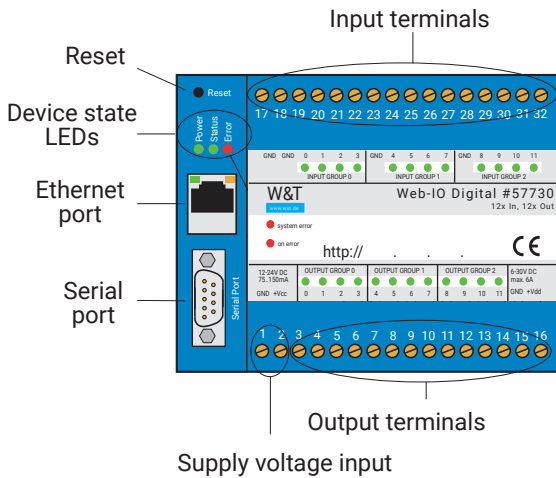 Input terminals
Reset
Reset
17 18 19 20 21 22 23 24 25 26 27 28 29 30 31 32
Device state
LEDs
Power
Status
Error
GND GND 0 1 2 3 GND 4 5 6 7 GND 8 9 10 11
INPUT GROUP 0 INPUT GROUP 1 INPUT GROUP 2
Ethernet
port
W&T Web-IO Digital #57730
www.wut.de 12x In, 12x Out
system error
on error
http:// . . . CE
Serial
port
Serial Port
12-24V DC OUTPUT GROUP 0 OUTPUT GROUP 1 OUTPUT GROUP 2 6-30V DC
75..150mA max. 6A
GND +Vcc 0 1 2 3 4 5 6 7 8 9 10 11 GND +Vdd
1 2 3 4 5 6 7 8 9 10 11 12 13 14 15 16
Output terminals
Supply voltage input